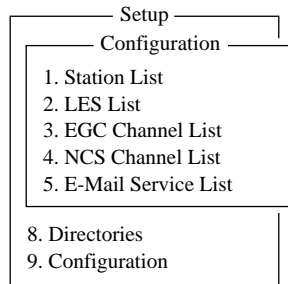 Setup
Configuration
1. Station List
2. LES List
3. EGC Channel List
4. NCS Channel List
5. E-Mail Service List
8. Directories
9. Configuration